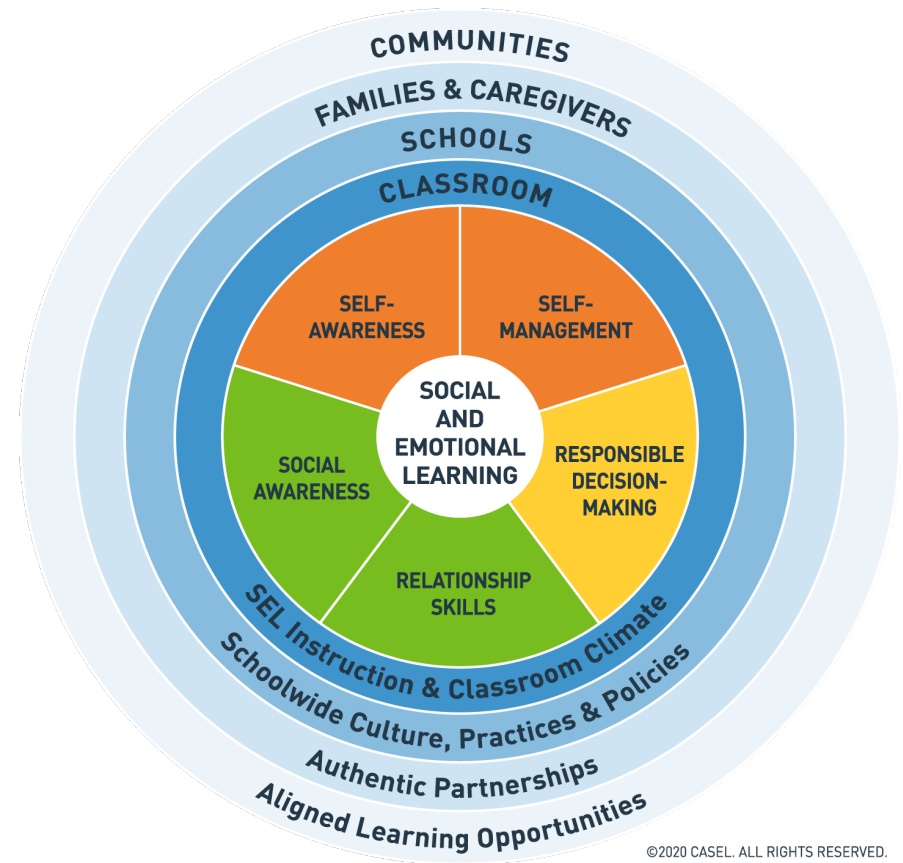 COMMUNITIES
FAMILIES & CAREGIVERS
SCHOOLS
CLASSROOM
SELF-
AWARENESS
SELF-
MANAGEMENT
SOCIAL
AND
EMOTIONAL
LEARNING
SOCIAL
AWARENESS
RESPONSIBLE
DECISION-
MAKING
RELATIONSHIP
SKILLS
SEL Instruction & Classroom Climate
Schoolwide Culture, Practices & Policies
Authentic Partnerships
Aligned Learning Opportunities
©2020 CASEL. ALL RIGHTS RESERVED.